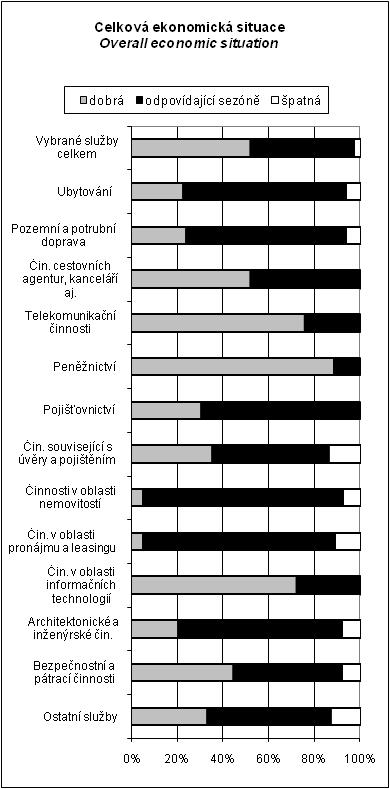 Celková ekonomická situace
Overall economic situation
dobrá odpovídající sezóně špatná
Vybrané služby
celkem
Ubytování
Pozemní a potrubní
doprava
Čin. cestovních
agentur, kanceláří
aj.
Telekomunikační
činnosti
Peněžnictví
Pojišťovnictví
Čin. související s
úvěry a pojištěním
Činnosti v oblasti
nemovitostí
Čin. v oblasti
pronájmu a leasingu
Čin. v oblasti
informačních
technologií
Architektonické a
inženýrské čin.
Bezpečnostní a
pátrací činnosti
Ostatní služby
0% 20% 40% 60% 80% 100%